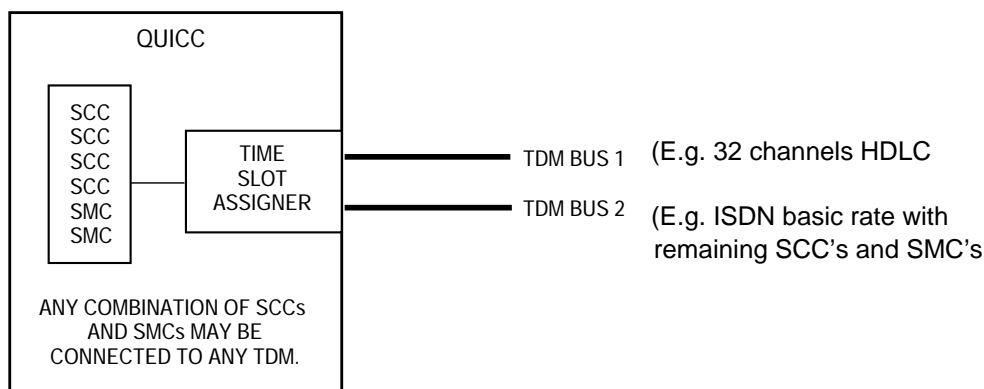 QUICC
SCC
SCC
SCC
SCC
SMC
SMC
TIME
SLOT
ASSIGNER
TDM BUS 1
(E.g. 32 channels HDLC
TDM BUS 2
(E.g. ISDN basic rate with
remaining SCC's and SMC's
ANY COMBINATION OF SCCs
AND SMCs MAY BE
CONNECTED TO ANY TDM.